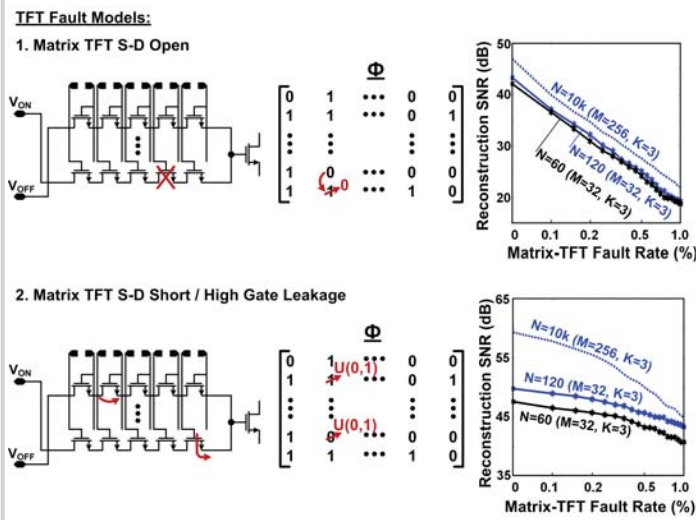 TFT Fault Models:
1. Matrix TFT S-D Open
V_ON
V_OFF
Φ
0 1 ••• 0 0
1 1 ••• 0 1
⋮ ⋮ ⋮ ⋮
1 0 ••• 0 0
1 1 0 ••• 1 0
Reconstruction SNR (dB)
50
40
30
20
N=10k (M=256, K=3)
N=120 (M=32, K=3)
N=60 (M=32, K=3)
0 0.1 0.2 0.5 1.0
Matrix-TFT Fault Rate (%)
2. Matrix TFT S-D Short / High Gate Leakage
V_ON
V_OFF
Φ
0 1 ••• 0 0
U(0,1)
1 1 ••• 0 1
⋮ ⋮ ⋮ ⋮
U(0,1)
1 0 ••• 0 0
1 1 ••• 1 0
Reconstruction SNR (dB)
65
55
45
35
N=10k (M=256, K=3)
N=120 (M=32, K=3)
N=60 (M=32, K=3)
0 0.1 0.2 0.5 1.0
Matrix-TFT Fault Rate (%)